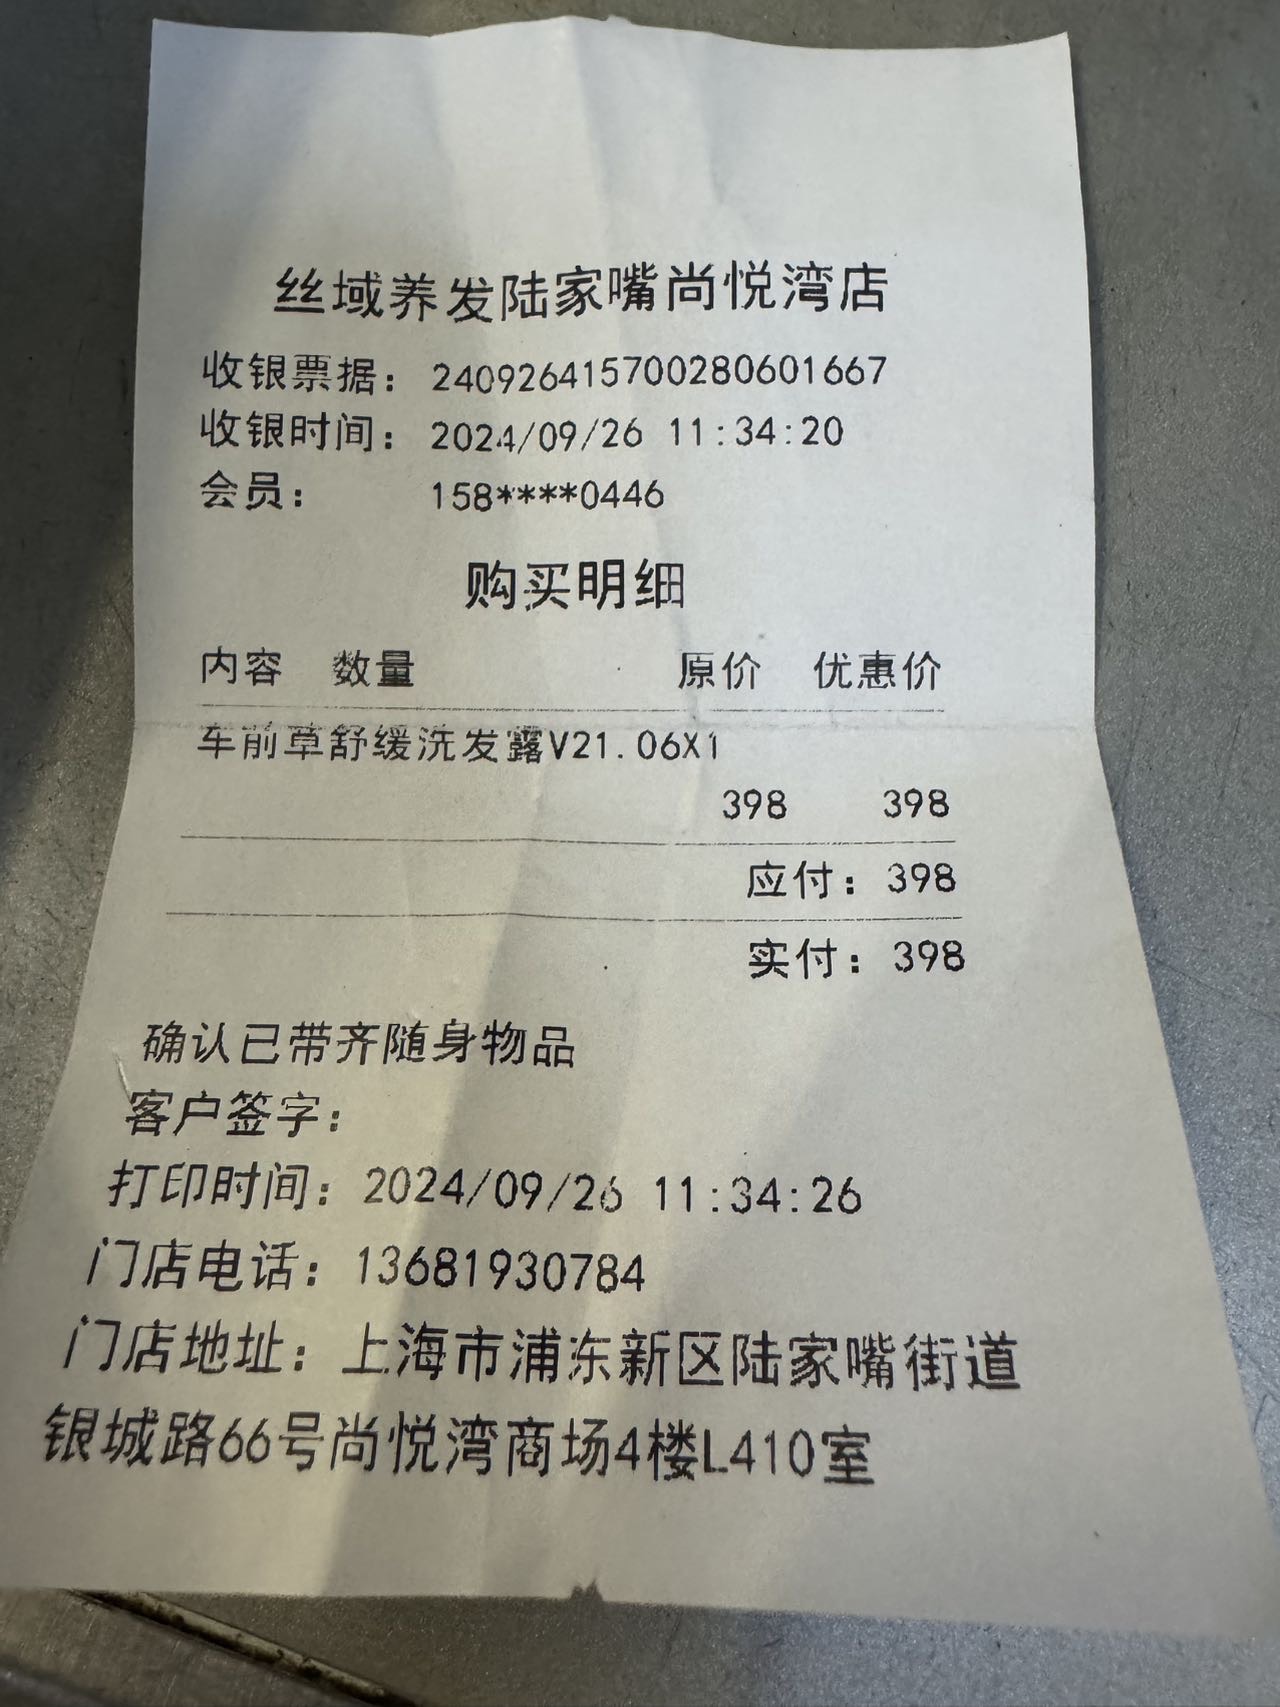 丝域养发陆家嘴尚悦湾店
收银票据：240926415700280601667
收银时间：2024/09/26 11:34:20
会员： 158****0446
购买明细
内容 数量 原价 优惠价
车前草舒缓洗发露V21.06X1
398 398
应付：398
实付：398
确认已带齐随身物品
客户签字：
打印时间：2024/09/26 11:34:26
门店电话：13681930784
门店地址：上海市浦东新区陆家嘴街道
银城路66号尚悦湾商场4楼L410室